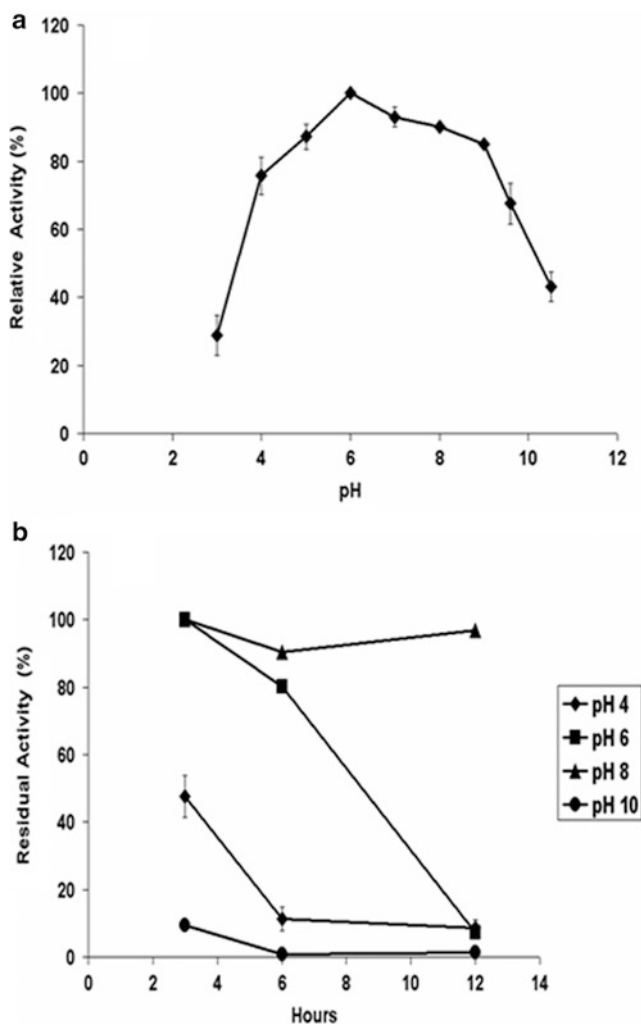 a
120
100
80
60
40
20
0
0 2 4 6 8 10 12
Relative Activity (%)
pH
b
120
100
80
60
40
20
0
0 2 4 6 8 10 12 14
Residual Activity (%)
Hours
pH 4
pH 6
pH 8
pH 10